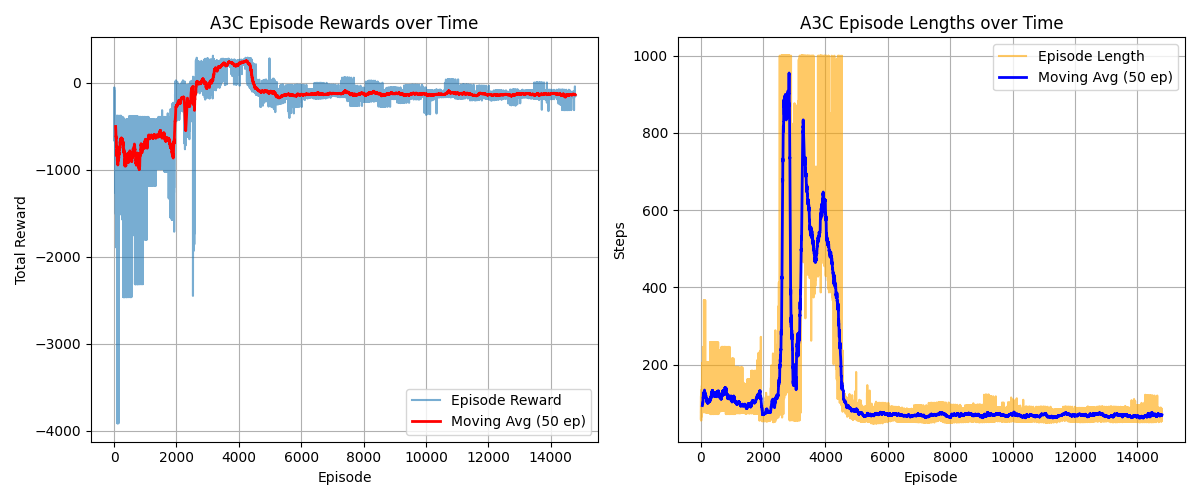 A3C Episode Rewards over Time
Total Reward
0
−1000
−2000
−3000
−4000
Episode Reward
Moving Avg (50 ep)
0 2000 4000 6000 8000 10000 12000 14000
Episode
A3C Episode Lengths over Time
Steps
1000
800
600
400
200
Episode Length
Moving Avg (50 ep)
0 2000 4000 6000 8000 10000 12000 14000
Episode